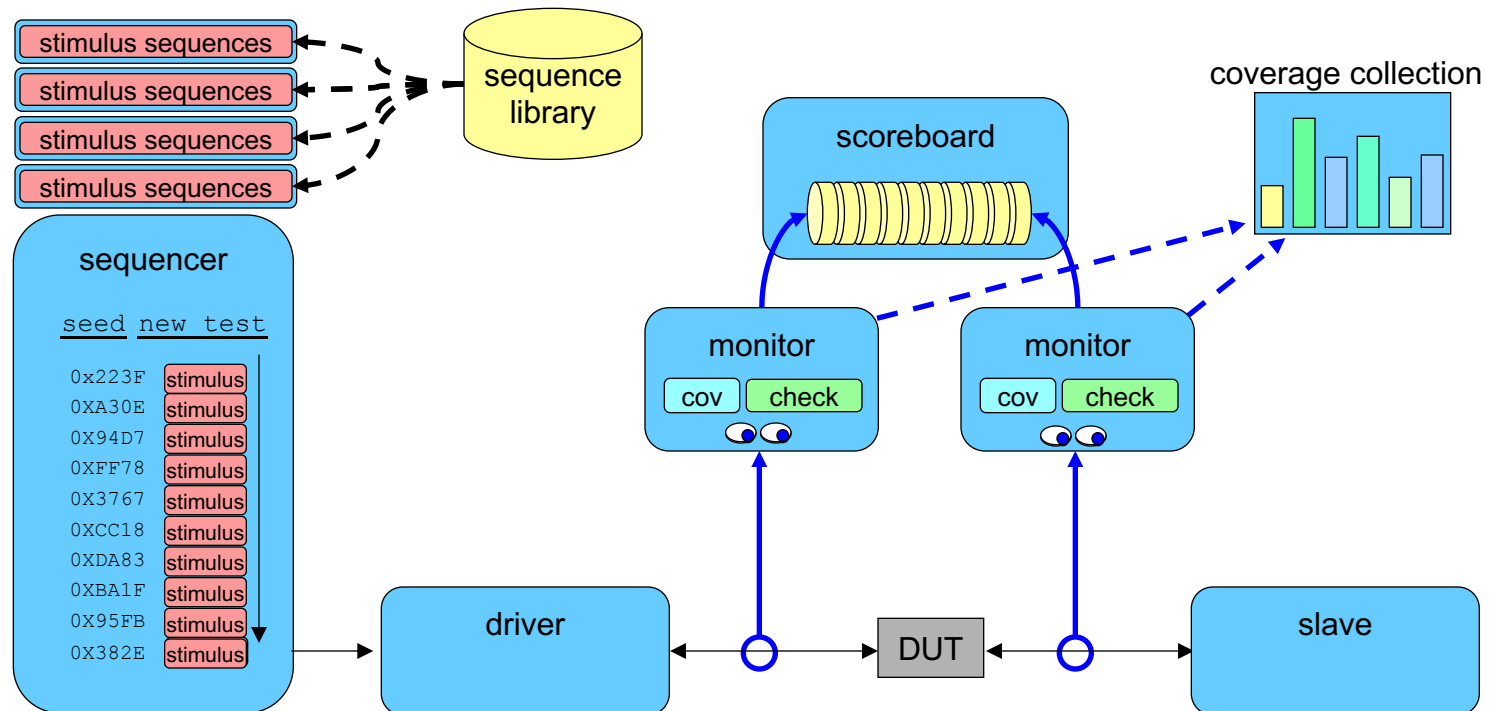 stimulus sequences
stimulus sequences
stimulus sequences
stimulus sequences
sequence
library
coverage collection
scoreboard
sequencer
seed new test
0x223F stimulus
0XA30E stimulus
0X94D7 stimulus
0XFF78 stimulus
0X3767 stimulus
0XCC18 stimulus
0XDA83 stimulus
0XBA1F stimulus
0X95FB stimulus
0X382E stimulus
monitor
cov check
monitor
cov check
driver
DUT
slave